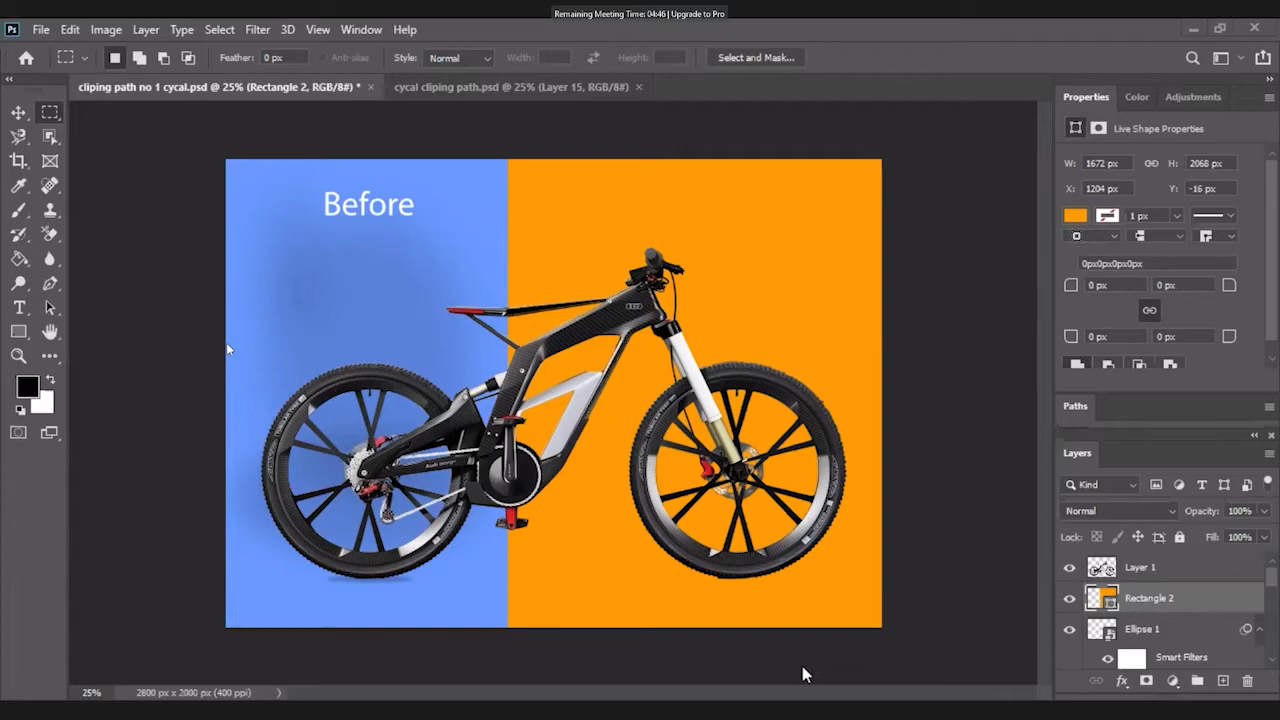 Remaining Meeting Time: 04:46 | Upgrade to Pro
Ps File Edit Image Layer Type Select Filter 3D View Window Help
Feather: 0 px Anti-alias Style: Normal Width: Height: Select and Mask...
cliping path no 1 cycal.psd @ 25% (Rectangle 2, RGB/8#) * × cycal cliping path.psd @ 25% (Layer 15, RGB/8#) ×
Properties Color Adjustments
Live Shape Properties
W: 1672 px H: 2068 px
X: 1204 px Y: -16 px
1 px
0px0px0px0px
0 px 0 px
0 px 0 px
Paths
Layers
Kind
Normal Opacity: 100%
Lock: Fill: 100%
Layer 1
Rectangle 2
Ellipse 1
Smart Filters
Before
Audi design
25% 2800 px x 2000 px (400 ppi)